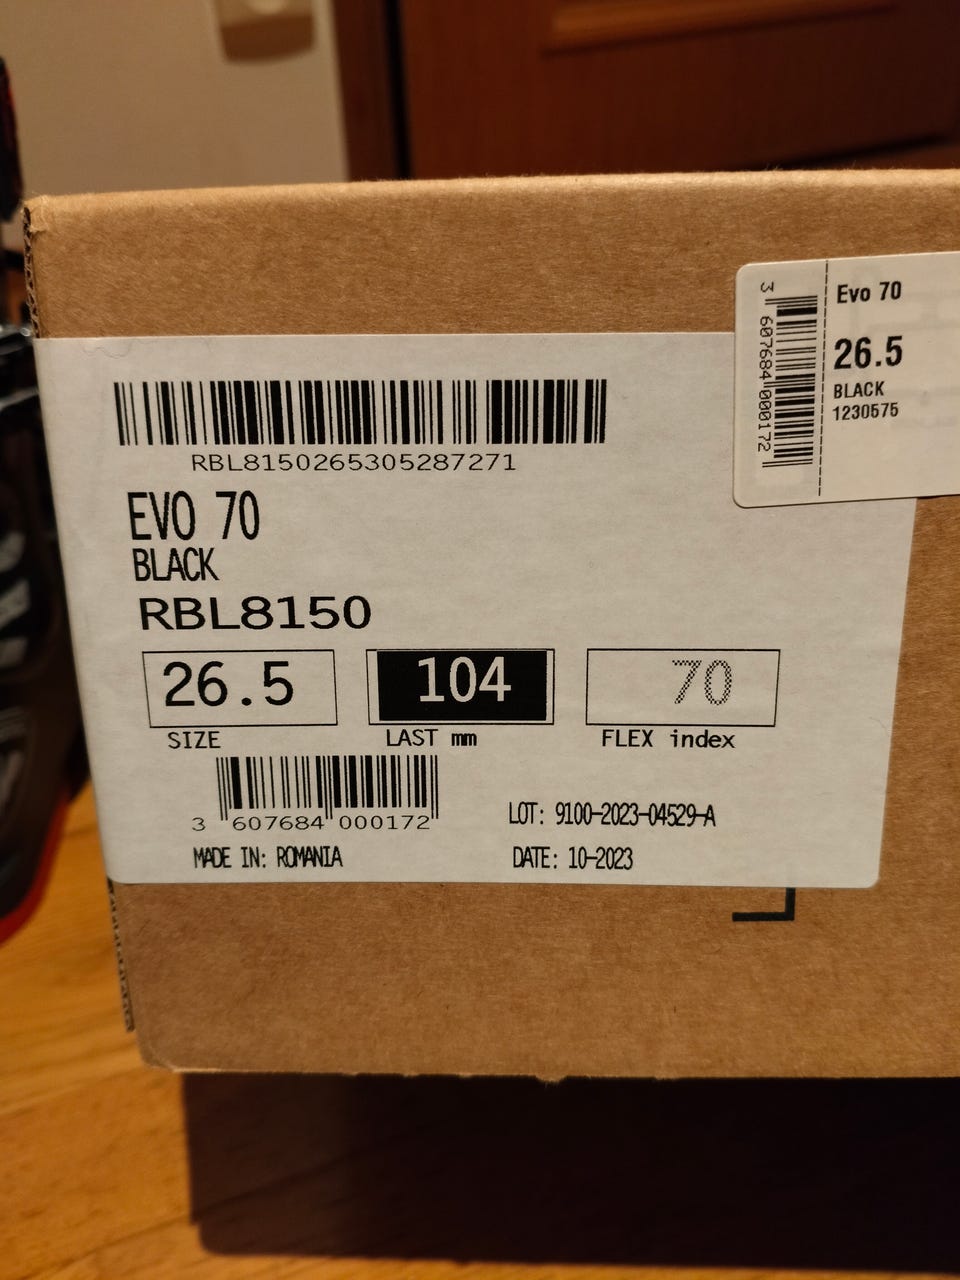 RBL8150265305287271
EVO 70
BLACK
RBL8150
26.5
104
70
SIZE
LAST mm
FLEX index
3 607684 000172
LOT: 9100-2023-04529-A
MADE IN: ROMANIA
DATE: 10-2023
3 607684 000172
Evo 70
26.5
BLACK
1230575